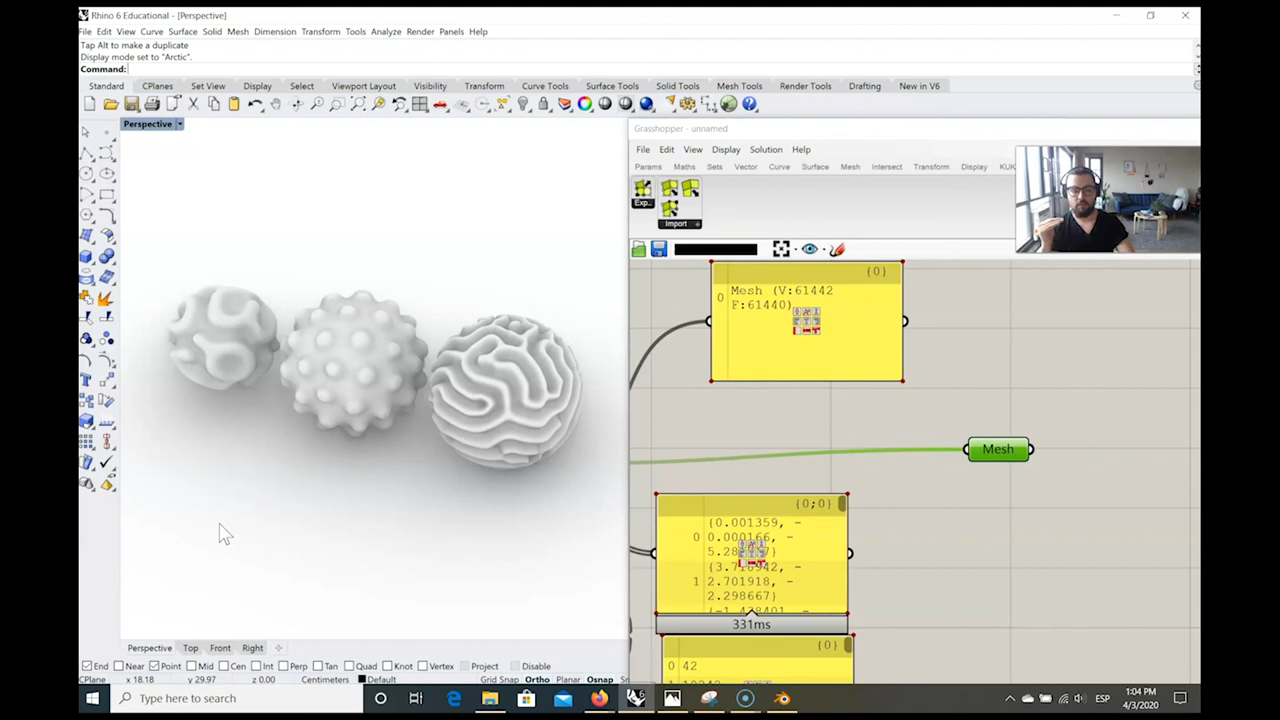 Rhino 6 Educational - [Perspective]
File Edit View Curve Surface Solid Mesh Dimension Transform Tools Analyze Render Panels Help
Tap Alt to make a duplicate
Display mode set to "Arctic".
Command:
Standard CPlanes Set View Display Select Viewport Layout Visibility Transform Curve Tools Surface Tools Solid Tools Mesh Tools Render Tools Drafting New in V6
Perspective
Grasshopper - unnamed
File Edit View Display Solution Help
Params Maths Sets Vector Curve Surface Mesh Intersect Transform Display KUK
Exp...
Import
{0}
0 Mesh (V:61442
F:61440)
Mesh
{0;0}
{0.001359, -
0 0.000166, -
{3.718942, -
1 2.701918, -
2.298667}
331ms
{0}
0 42
Perspective Top Front Right
End Near Point Mid Cen Int Perp Tan Quad Knot Vertex Project Disable
CPlane x 18.18 y 29.97 z 0.00 Centimeters Default Grid Snap Ortho Planar Osnap
Type here to search
ESP
1:04 PM
4/3/2020